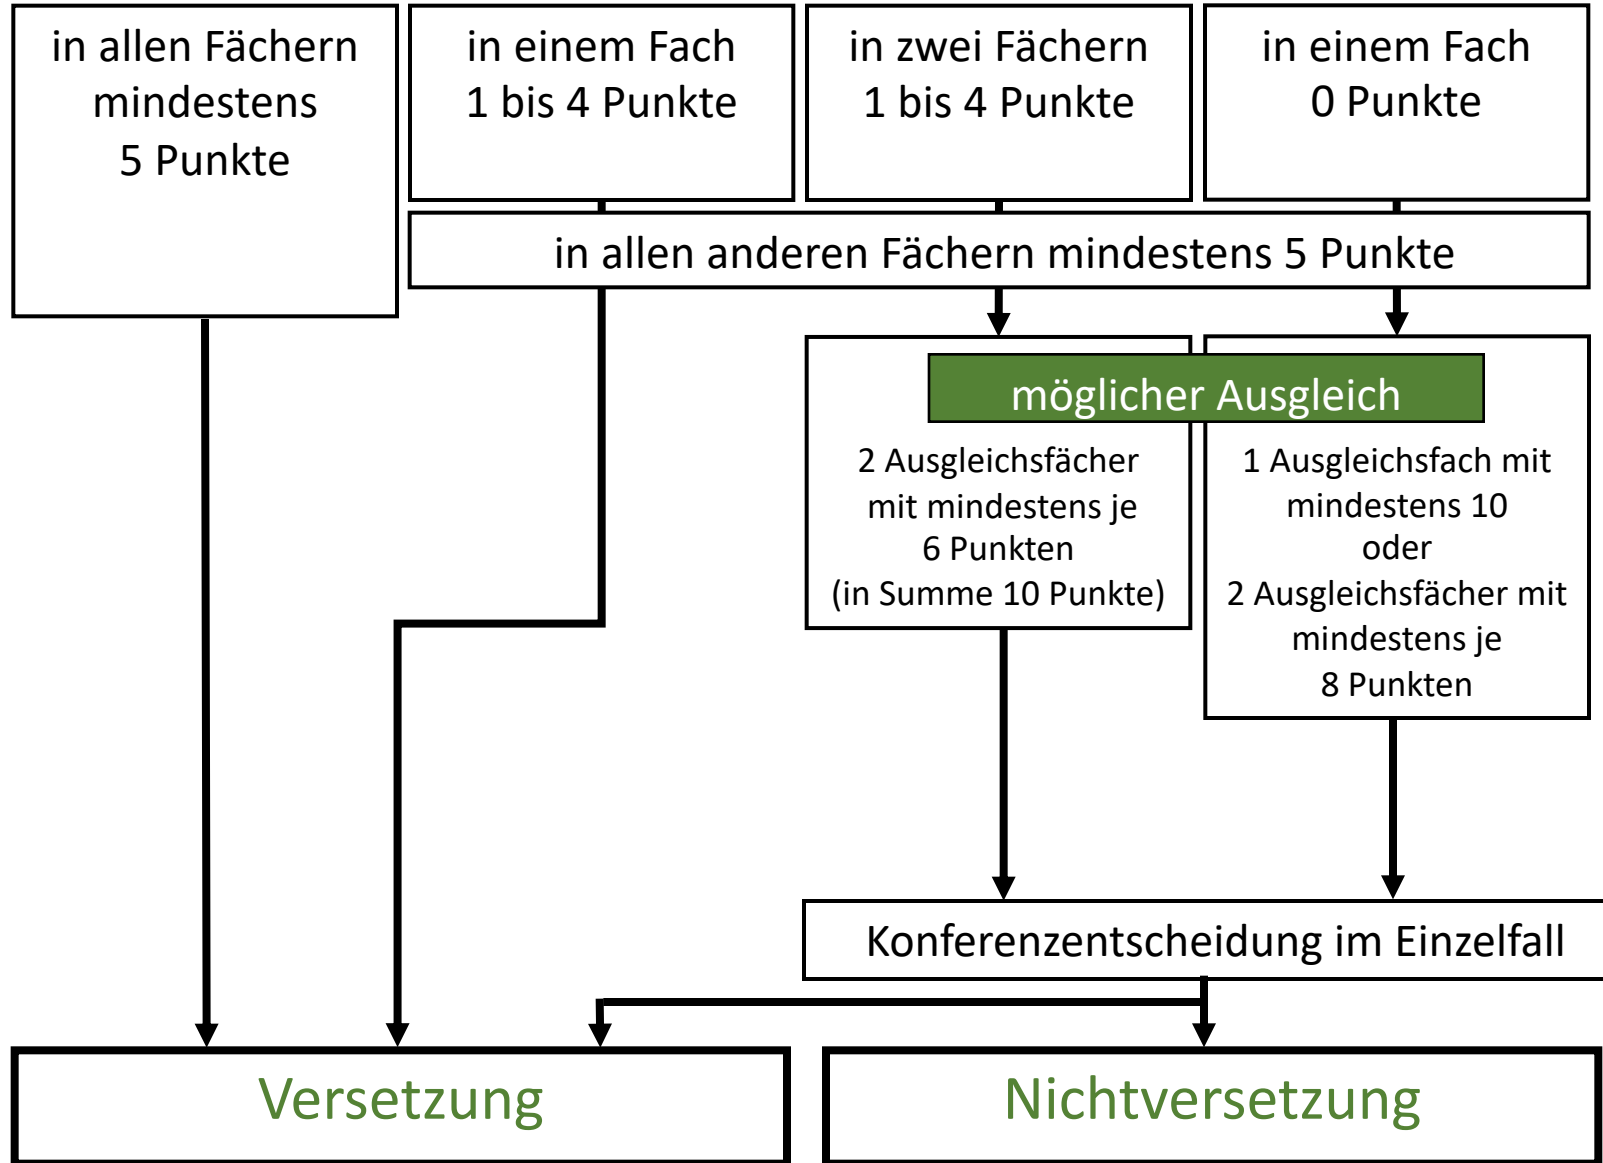 in allen Fächern
mindestens
5 Punkte
in einem Fach
1 bis 4 Punkte
in zwei Fächern
1 bis 4 Punkte
in einem Fach
0 Punkte
in allen anderen Fächern mindestens 5 Punkte
möglicher Ausgleich
2 Ausgleichsfächer
mit mindestens je
6 Punkten
(in Summe 10 Punkte)
1 Ausgleichsfach mit
mindestens 10
oder
2 Ausgleichsfächer mit
mindestens je
8 Punkten
Konferenzentscheidung im Einzelfall
Versetzung
Nichtversetzung